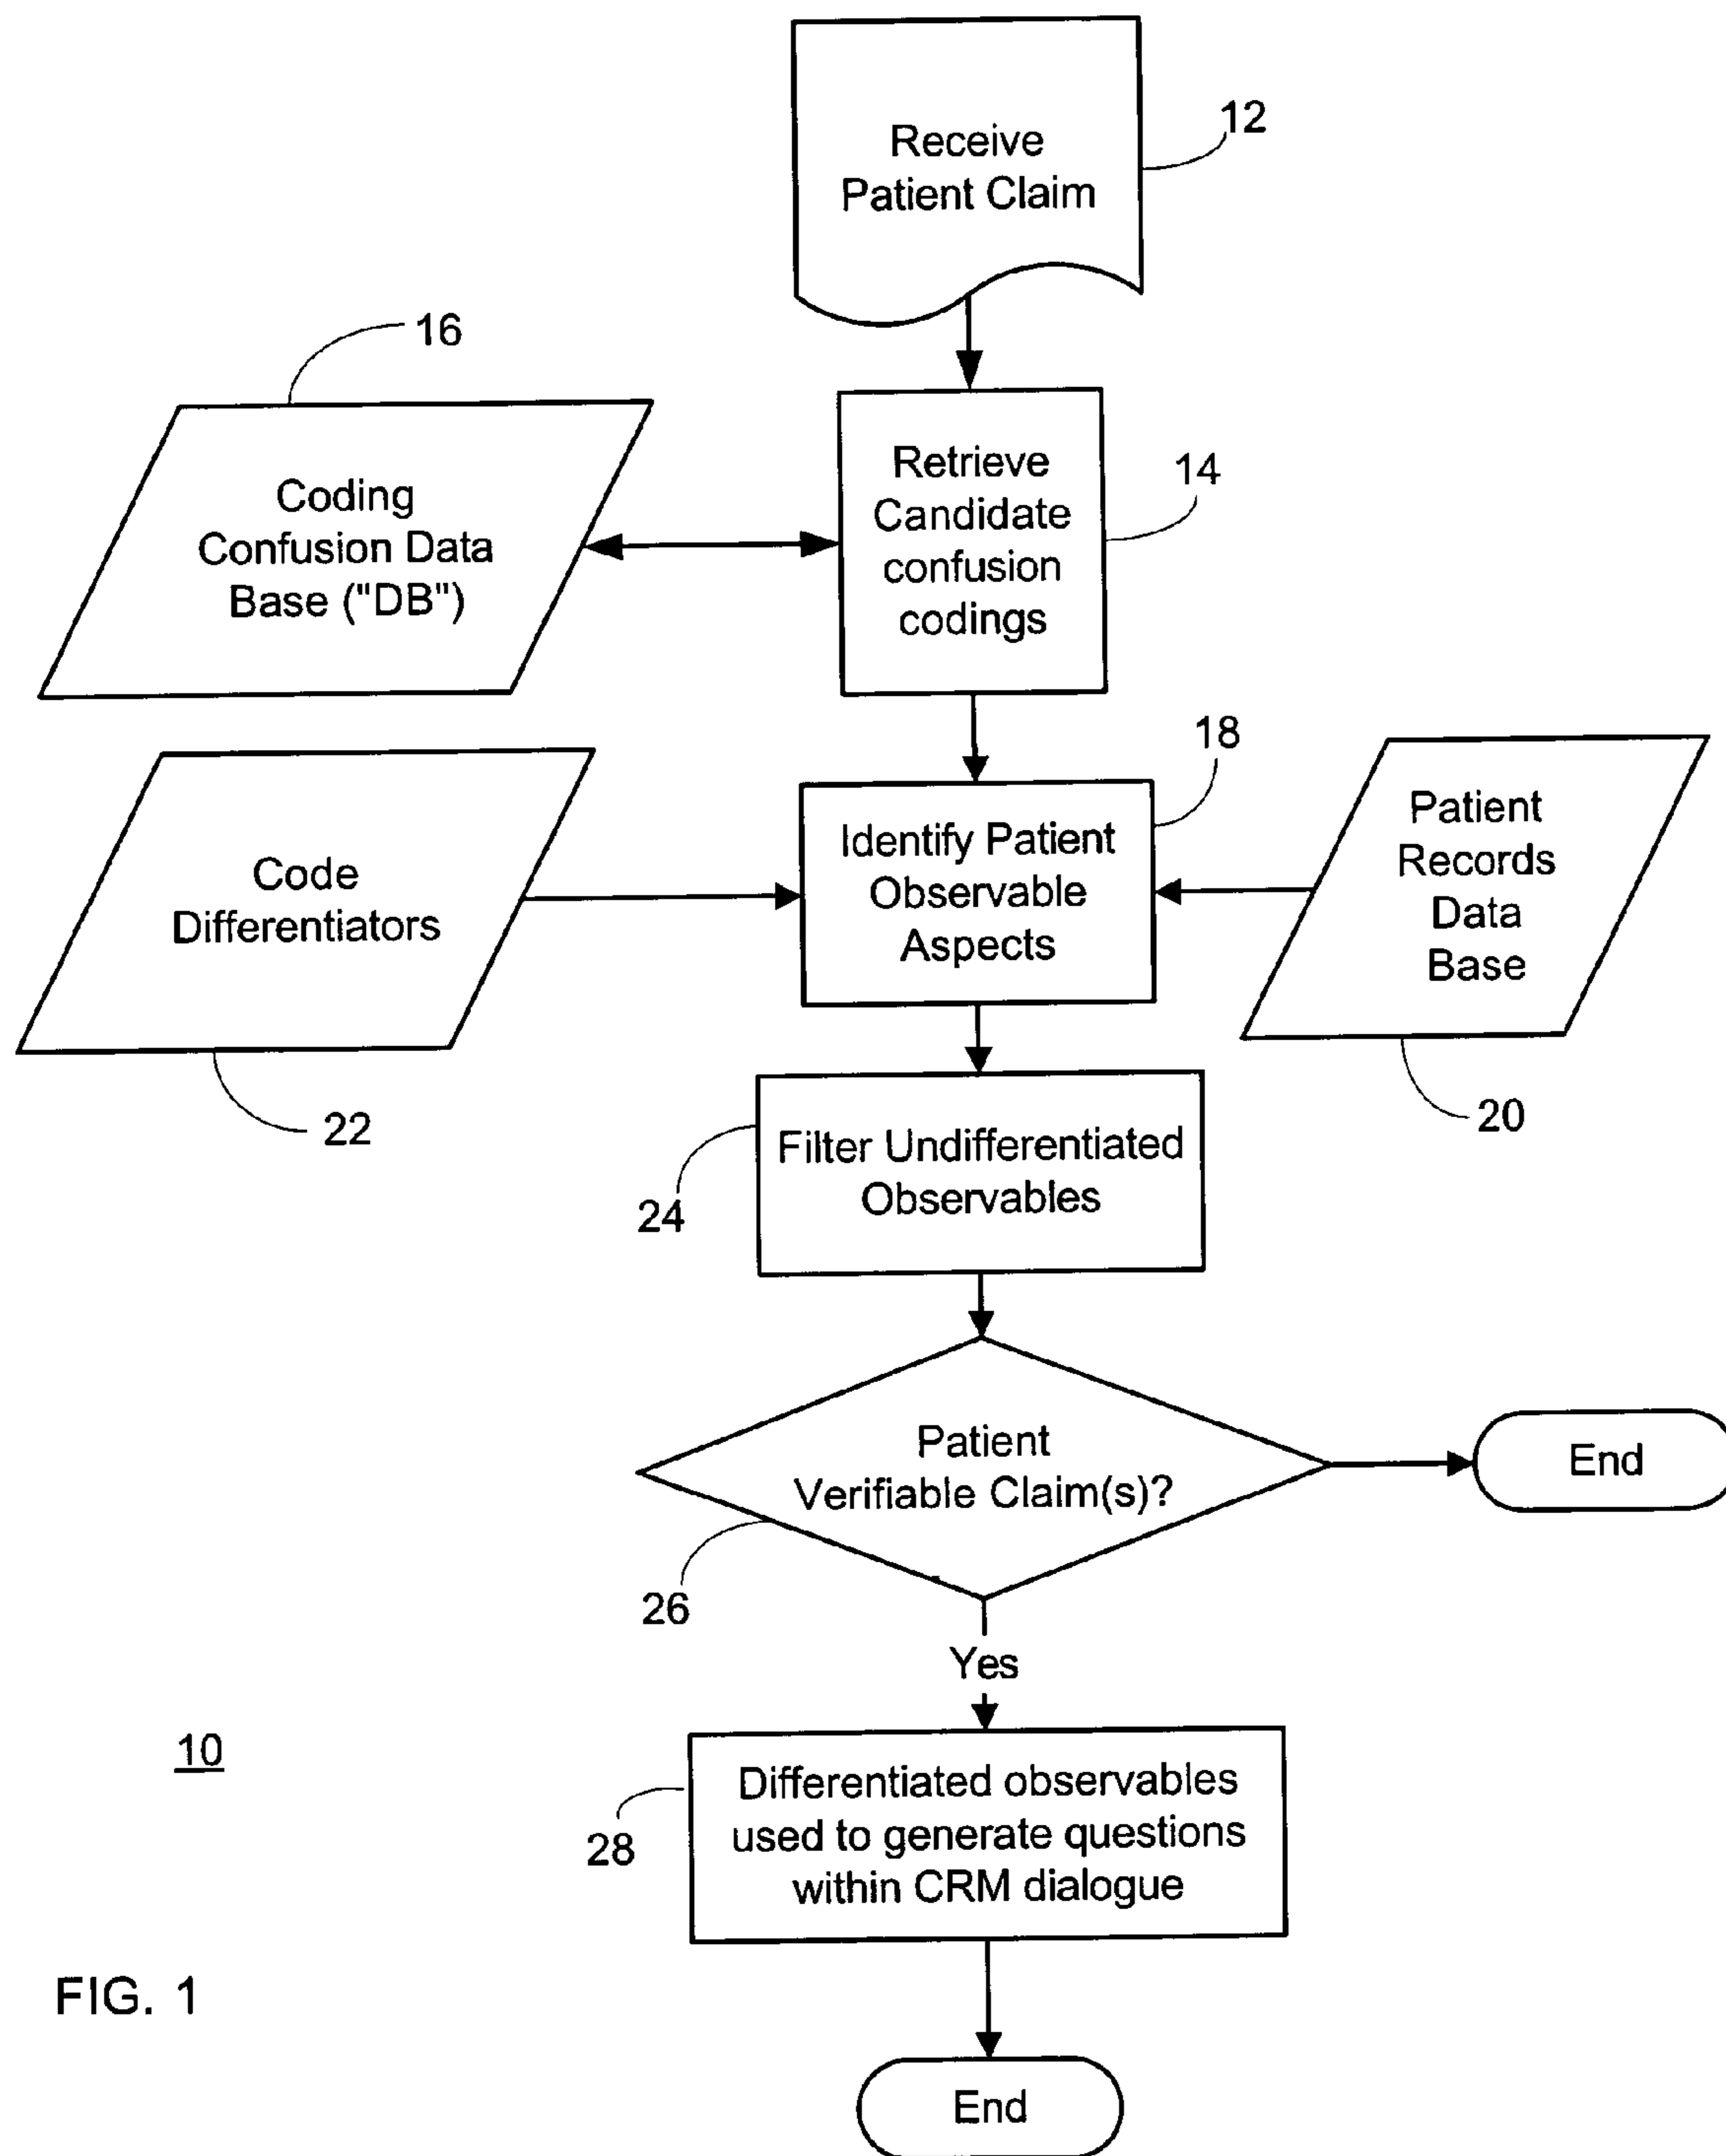 Receive
Patient Claim
12
16
Coding
Confusion Data
Base ("DB")
Retrieve
Candidate
confusion
codings
14
18
Code
Differentiators
22
Identify Patient
Observable
Aspects
Patient
Records
Data
Base
20
Filter Undifferentiated
Observables
24
Patient
Verifiable Claim(s)?
26
End
Yes
10
Differentiated observables
used to generate questions
within CRM dialogue
28
FIG. 1
End